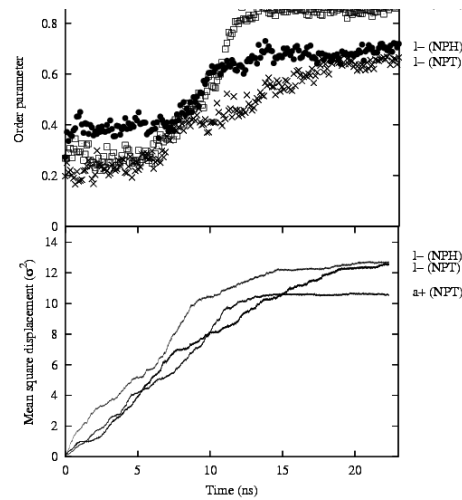 0.8
0.6
0.4
0.2
0
Order parameter
l– (NPH)
l– (NPT)
14
12
10
8
6
4
2
0
Mean square displacement (σ⁻²)
l– (NPH)
l– (NPT)
a+ (NPT)
0 5 10 15 20
Time (ns)